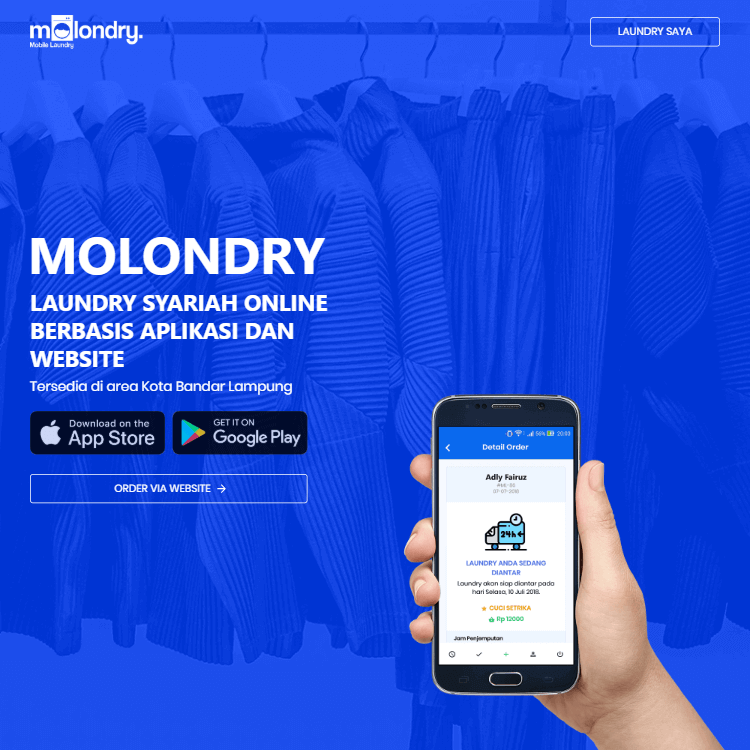 molondry.
Mobile Laundry
LAUNDRY SAYA
MOLONDRY
LAUNDRY SYARIAH ONLINE
BERBASIS APLIKASI DAN
WEBSITE
Tersedia di area Kota Bandar Lampung
Download on the
App Store
GET IT ON
Google Play
ORDER VIA WEBSITE →
56% 20:03
Detail Order
Adly Fairuz
07-07-2018
24h
LAUNDRY ANDA SEDANG
DIANTAR
Laundry akan siap diantar pada
hari Selasa, 10 Juli 2018.
CUCI SETRIKA
Rp 12000
Jam Penjemputan